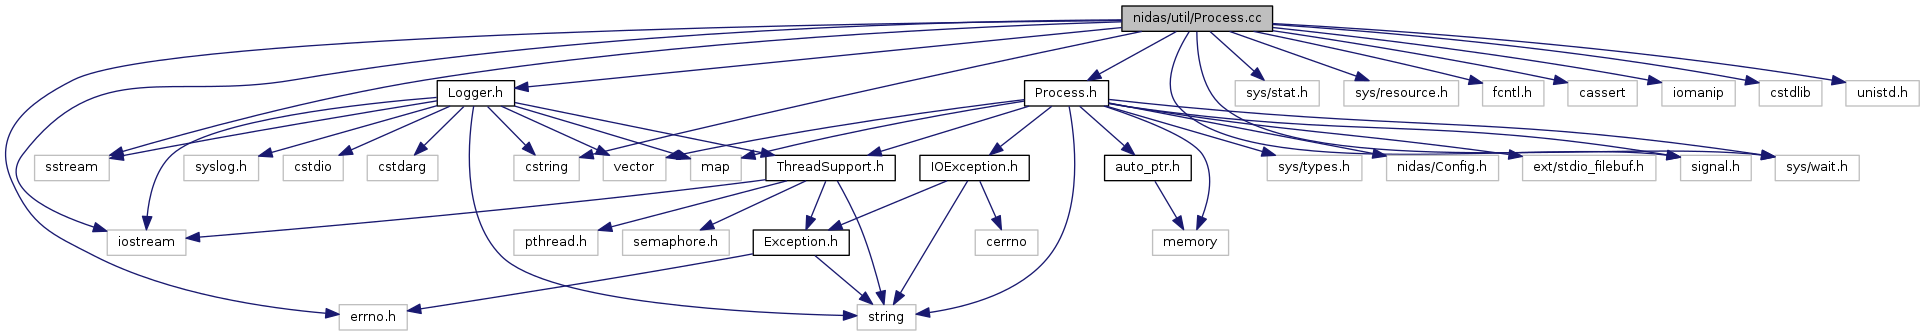 nidas/util/Process.cc
Logger.h
Process.h
sys/stat.h
sys/resource.h
fcntl.h
cassert
iomanip
cstdlib
unistd.h
sstream
syslog.h
cstdio
cstdarg
cstring
vector
map
ThreadSupport.h
IOException.h
auto_ptr.h
sys/types.h
nidas/Config.h
ext/stdio_filebuf.h
signal.h
sys/wait.h
iostream
pthread.h
semaphore.h
Exception.h
cerrno
memory
errno.h
string